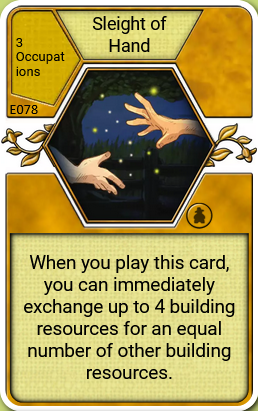 Sleight of
Hand
3
Occupat
ions
E078
When you play this card,
you can immediately
exchange up to 4 building
resources for an equal
number of other building
resources.